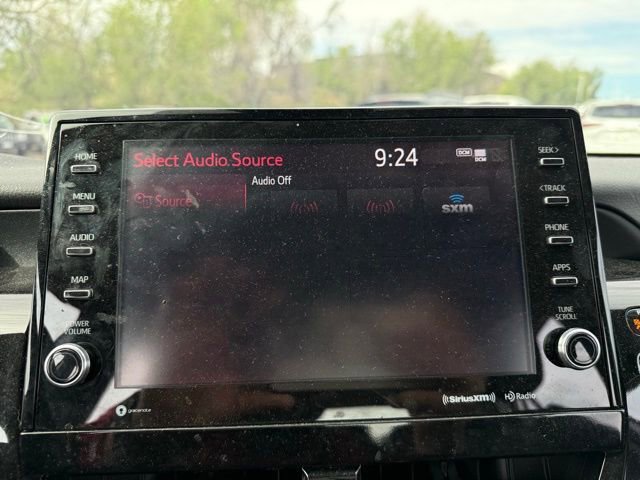 HOME
MENU
AUDIO
MAP
POWER
VOLUME
Select Audio Source
9:24
DCM
DCM
Audio Off
Source
sxm
SEEK>
<TRACK
PHONE
APPS
TUNE
SCROLL
gracenote
SiriusXM
HD Radio